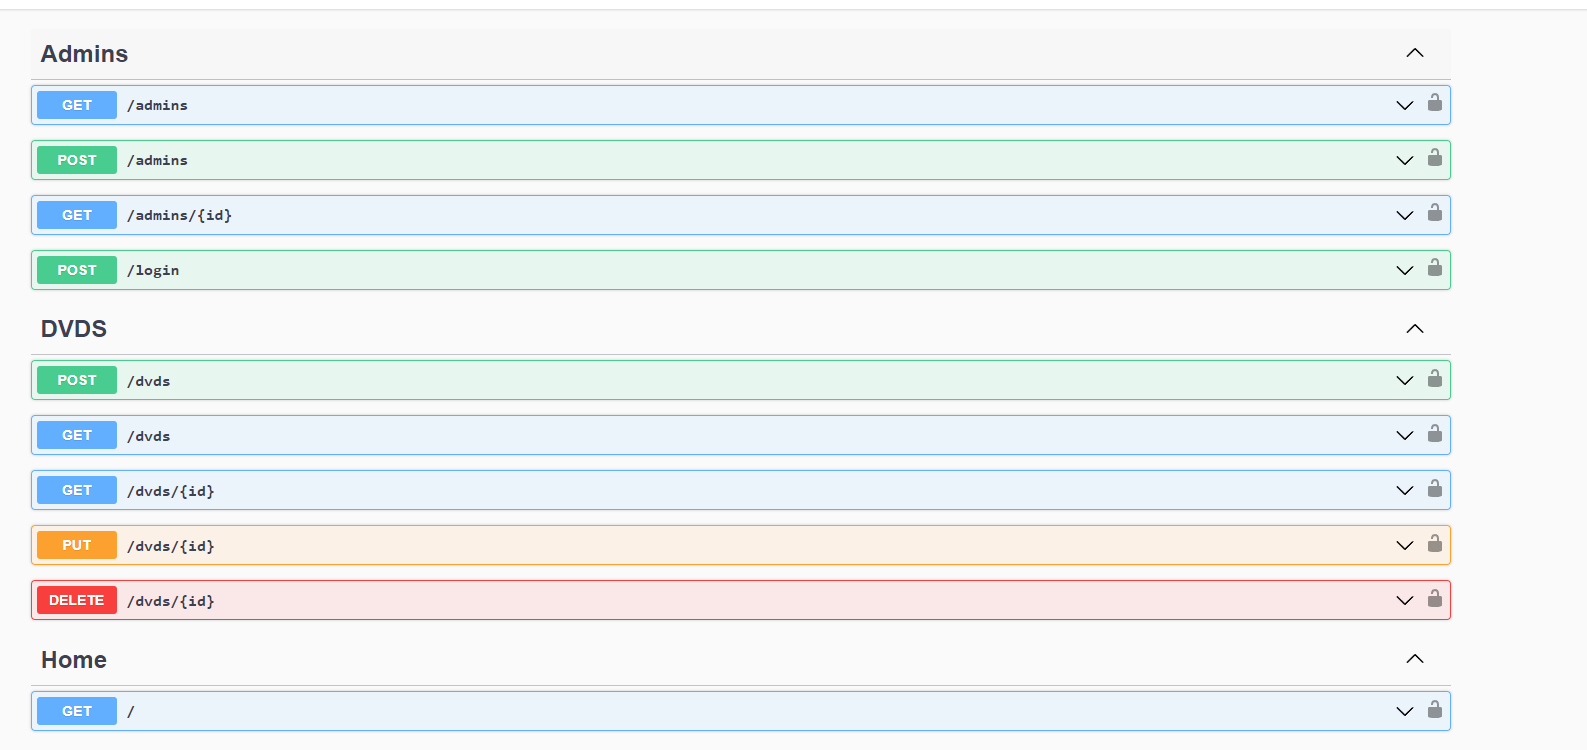 Admins
GET /admins
POST /admins
GET /admins/{id}
POST /login
DVDS
POST /dvds
GET /dvds
GET /dvds/{id}
PUT /dvds/{id}
DELETE /dvds/{id}
Home
GET /